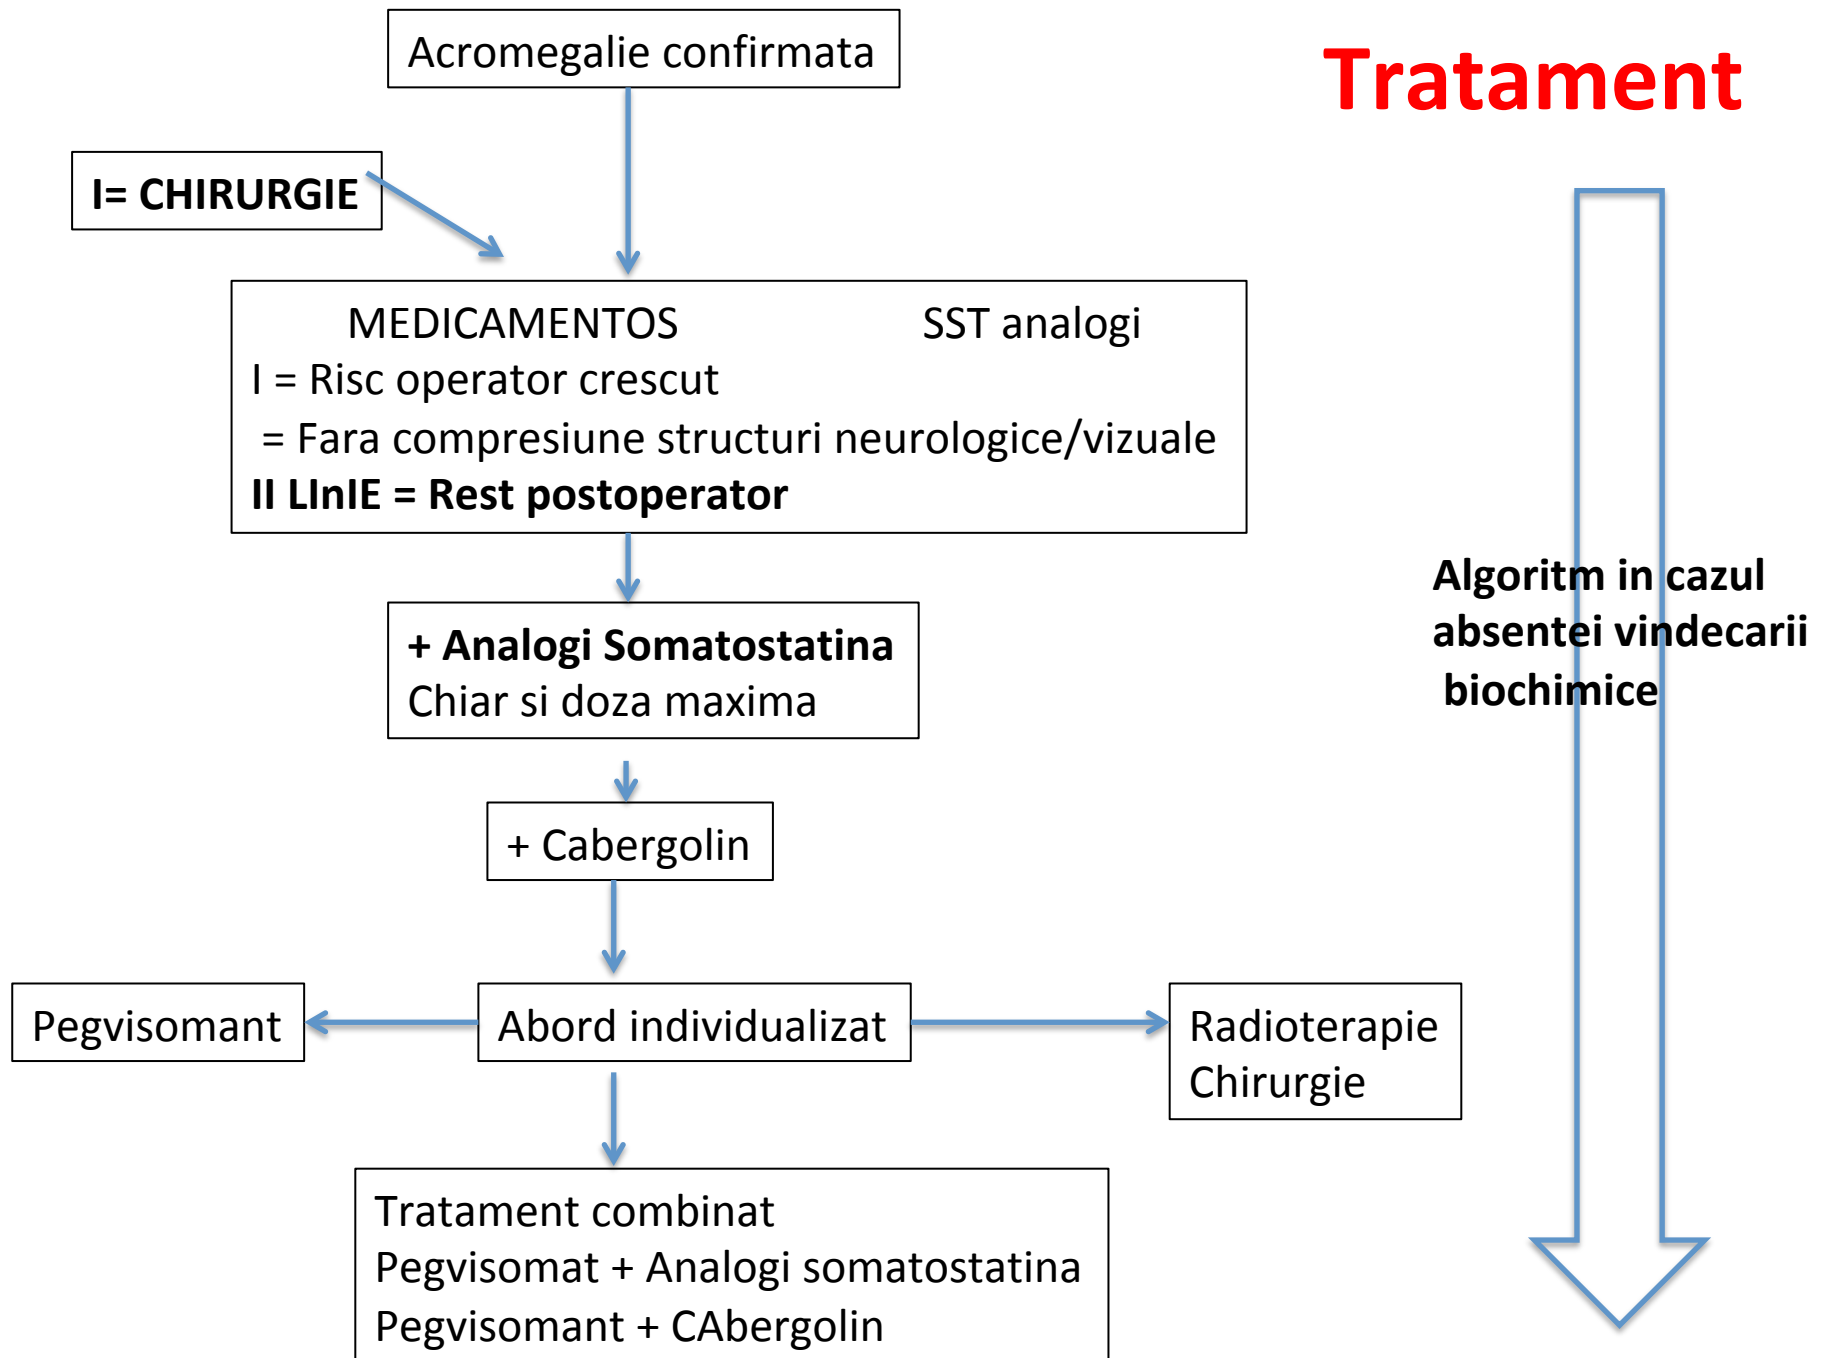 Acromegalie confirmata
Tratament
I= CHIRURGIE
MEDICAMENTOS SST analogi
I = Risc operator crescut
= Fara compresiune structuri neurologice/vizuale
II LInIE = Rest postoperator
Algoritm in cazul
absentei vindecarii
biochimice
+ Analogi Somatostatina
Chiar si doza maxima
+ Cabergolin
Pegvisomant
Abord individualizat
Radioterapie
Chirurgie
Tratament combinat
Pegvisomat + Analogi somatostatina
Pegvisomant + CAbergolin